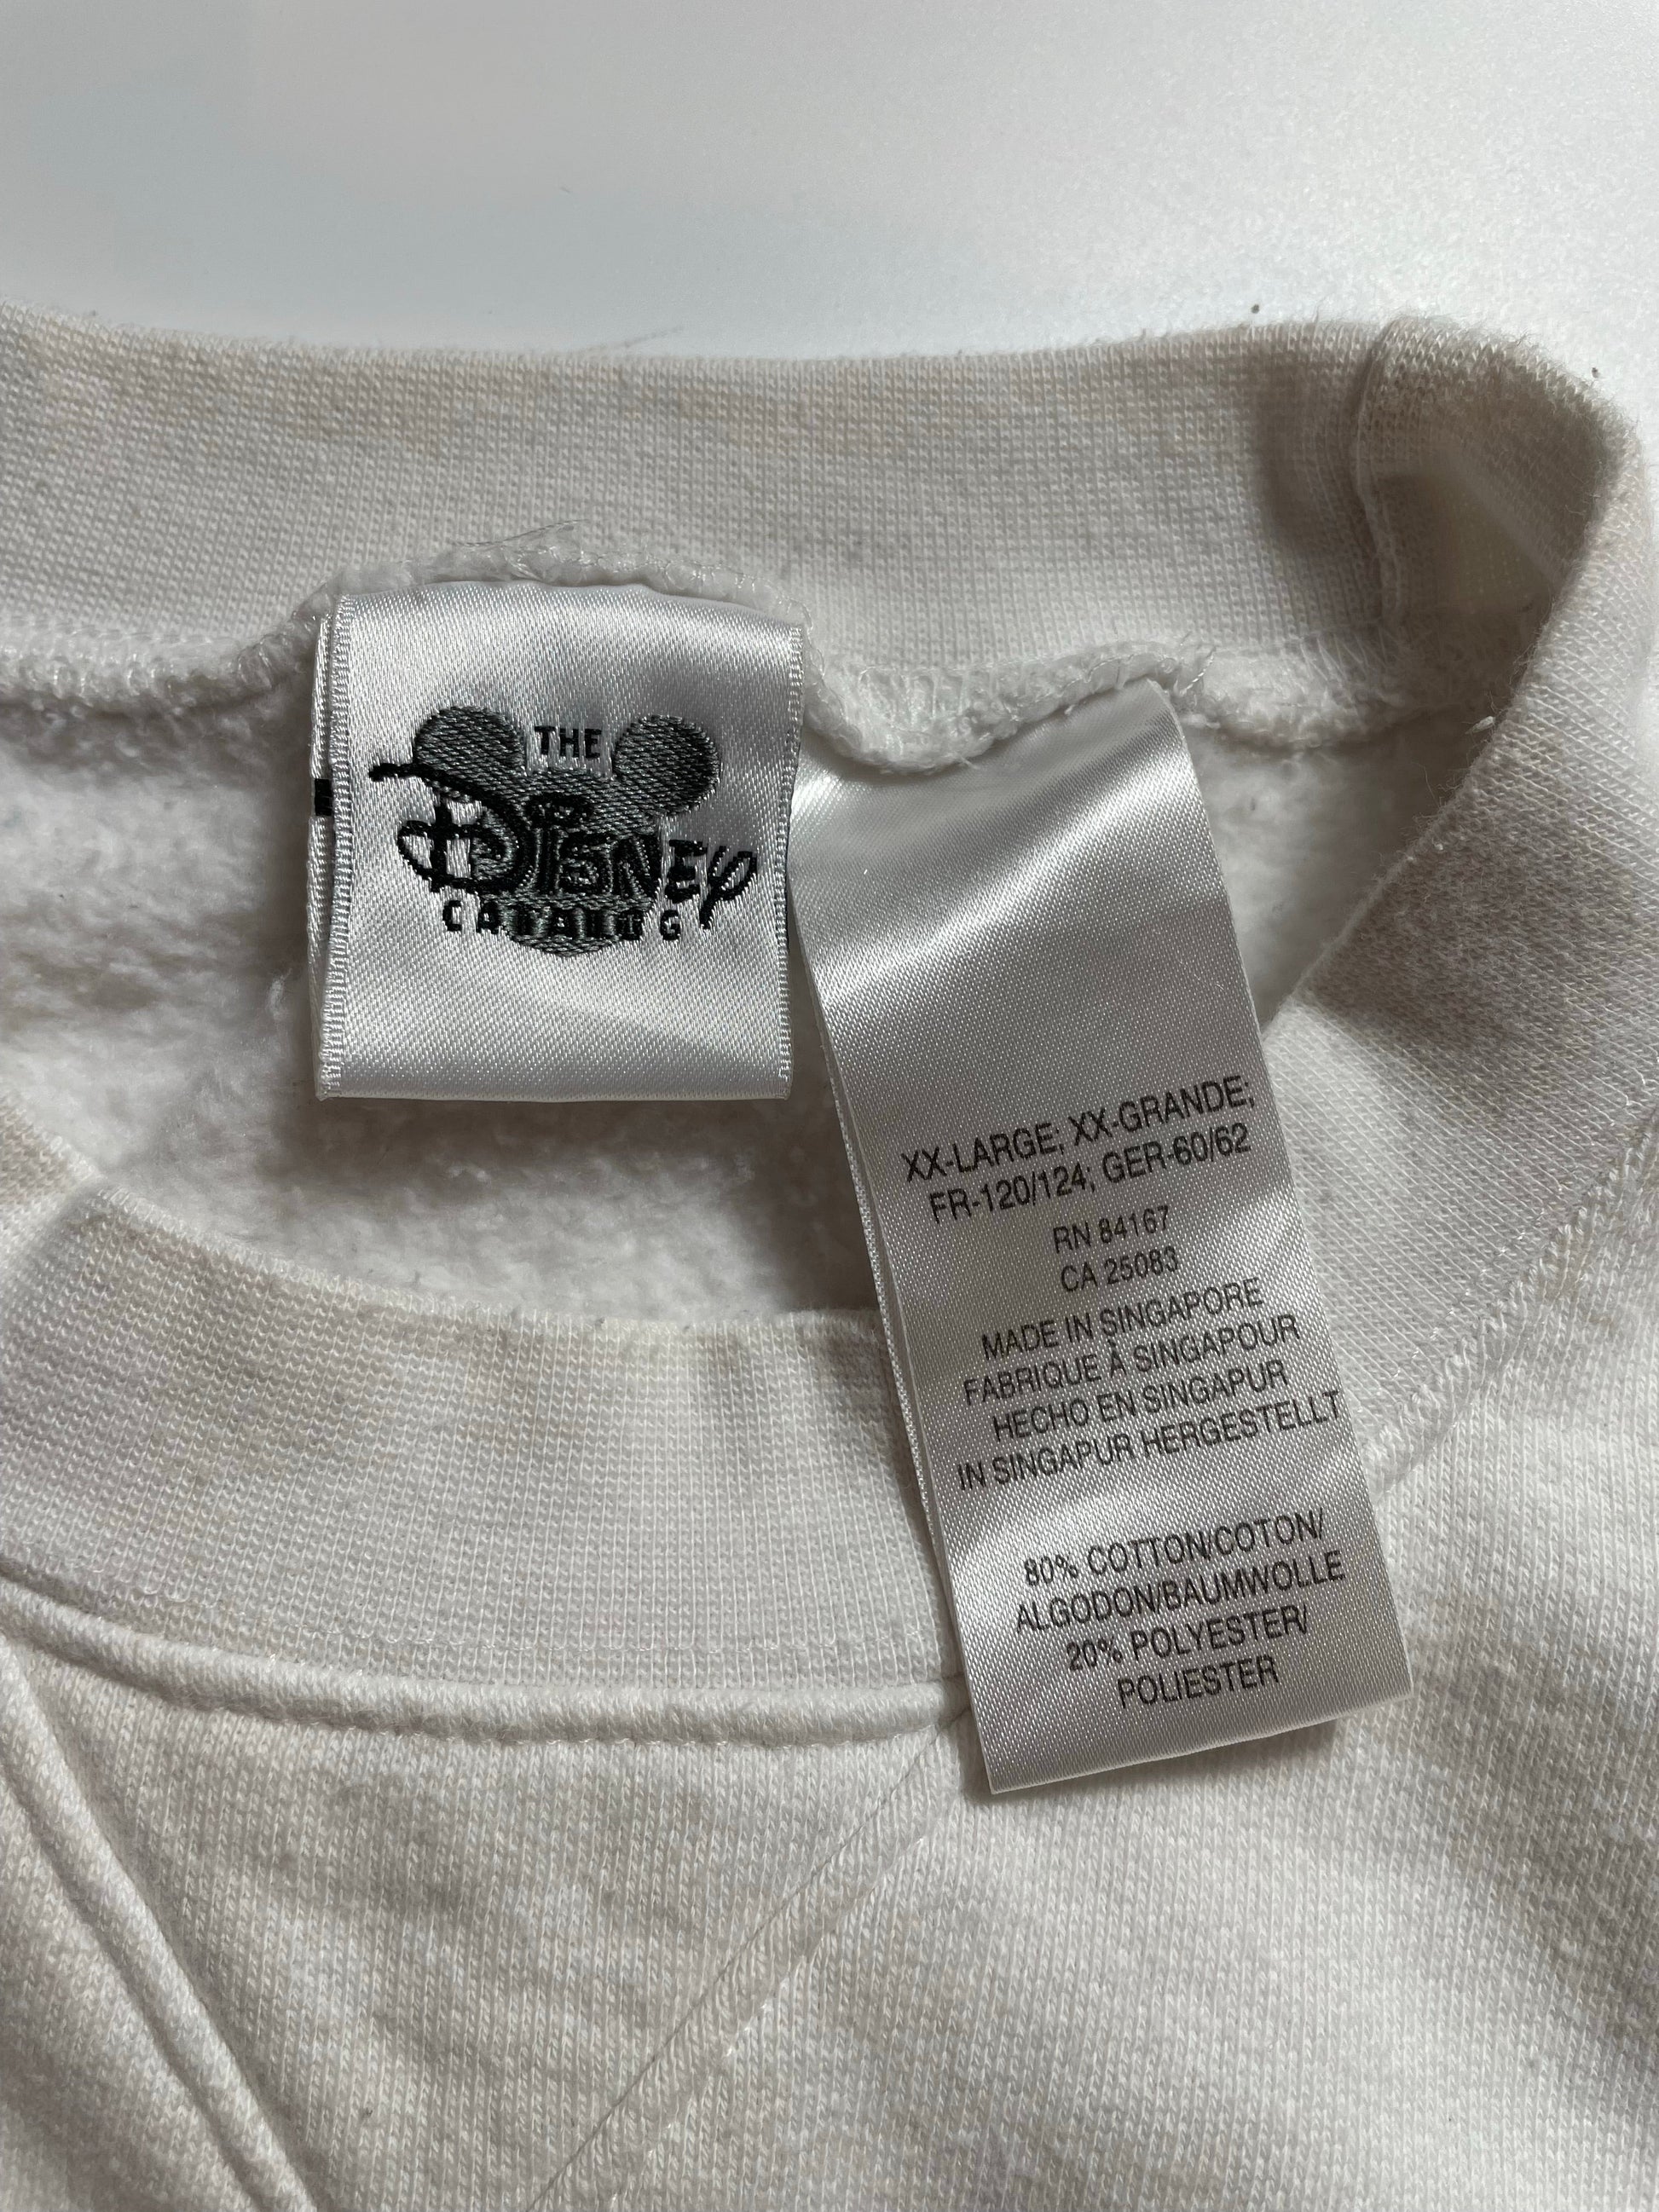 THE
DISNEY
CATALOG
XX-LARGE; XX-GRANDE;
FR-120/124; GER-60/62
RN 84167
CA 25083
MADE IN SINGAPORE
FABRIQUE À SINGAPOUR
HECHO EN SINGAPUR
IN SINGAPUR HERGESTELLT
80% COTTON/COTON/
ALGODON/BAUMWOLLE
20% POLYESTER/
POLIESTER